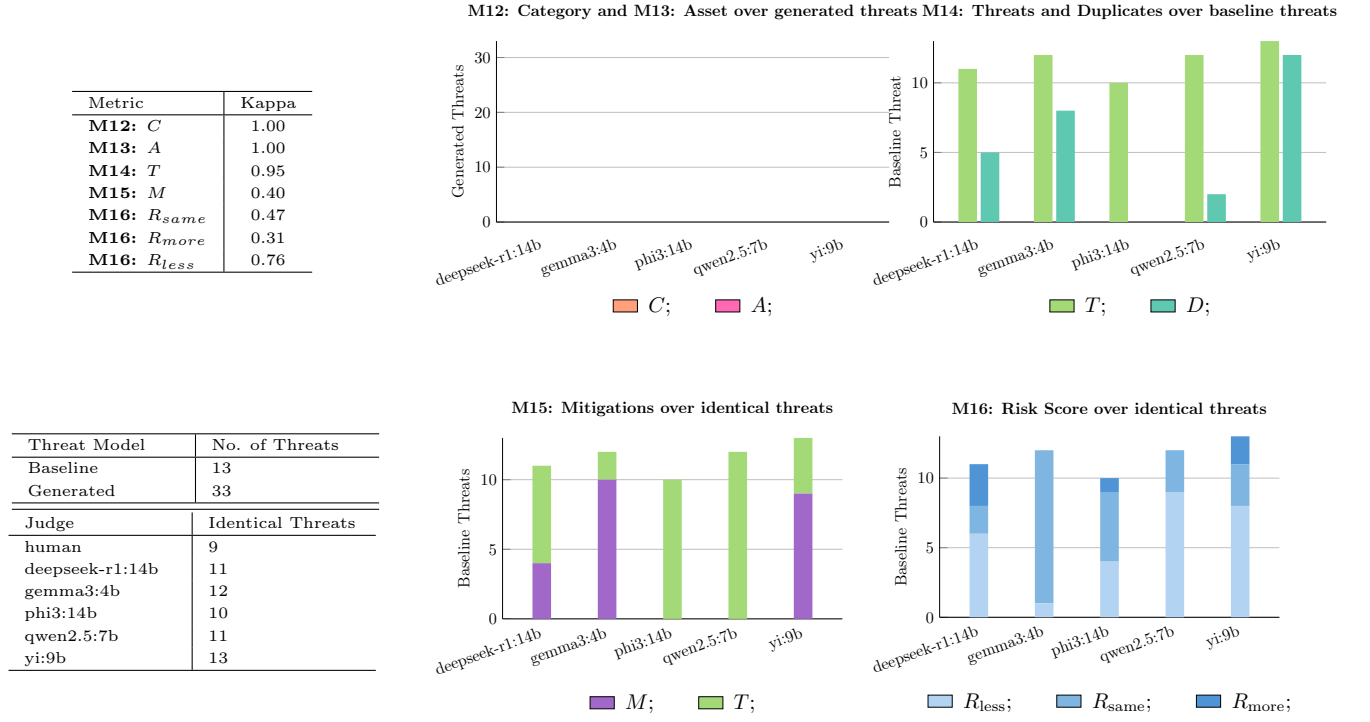 M12: Category and M13: Asset over generated threats
Generated Threats
0
10
20
30
deepseek-r1:14b
gemma3:4b
phi3:14b
qwen2.5:7b
yi:9b
C;
A;
M14: Threats and Duplicates over baseline threats
Baseline Threat
0
5
10
deepseek-r1:14b
gemma3:4b
phi3:14b
qwen2.5:7b
yi:9b
T;
D;
Metric Kappa
M12: C 1.00
M13: A 1.00
M14: T 0.95
M15: M 0.40
M16: R_same 0.47
M16: R_more 0.31
M16: R_less 0.76
Threat Model No. of Threats
Baseline 13
Generated 33
Judge Identical Threats
human 9
deepseek-r1:14b 11
gemma3:4b 12
phi3:14b 10
qwen2.5:7b 11
yi:9b 13
M15: Mitigations over identical threats
Baseline Threats
0
5
10
deepseek-r1:14b
gemma3:4b
phi3:14b
qwen2.5:7b
yi:9b
M;
T;
M16: Risk Score over identical threats
Baseline Threats
0
5
10
deepseek-r1:14b
gemma3:4b
phi3:14b
qwen2.5:7b
yi:9b
R_less;
R_same;
R_more;